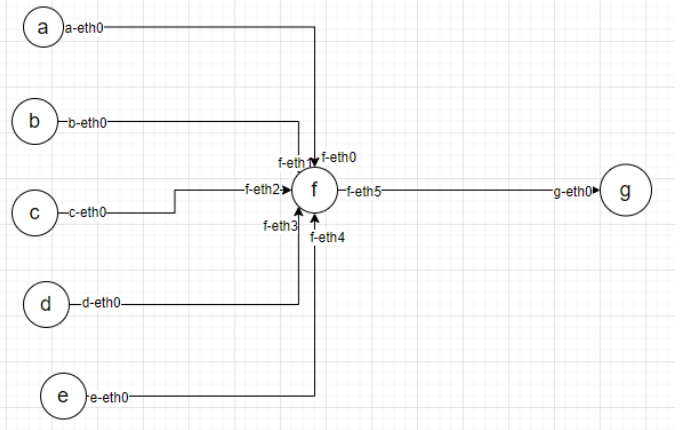 a
a-eth0
b
b-eth0
f-eth1
f-eth0
c
c-eth0
f-eth2
f
f-eth5
g-eth0
g
f-eth3
f-eth4
d
d-eth0
e
e-eth0